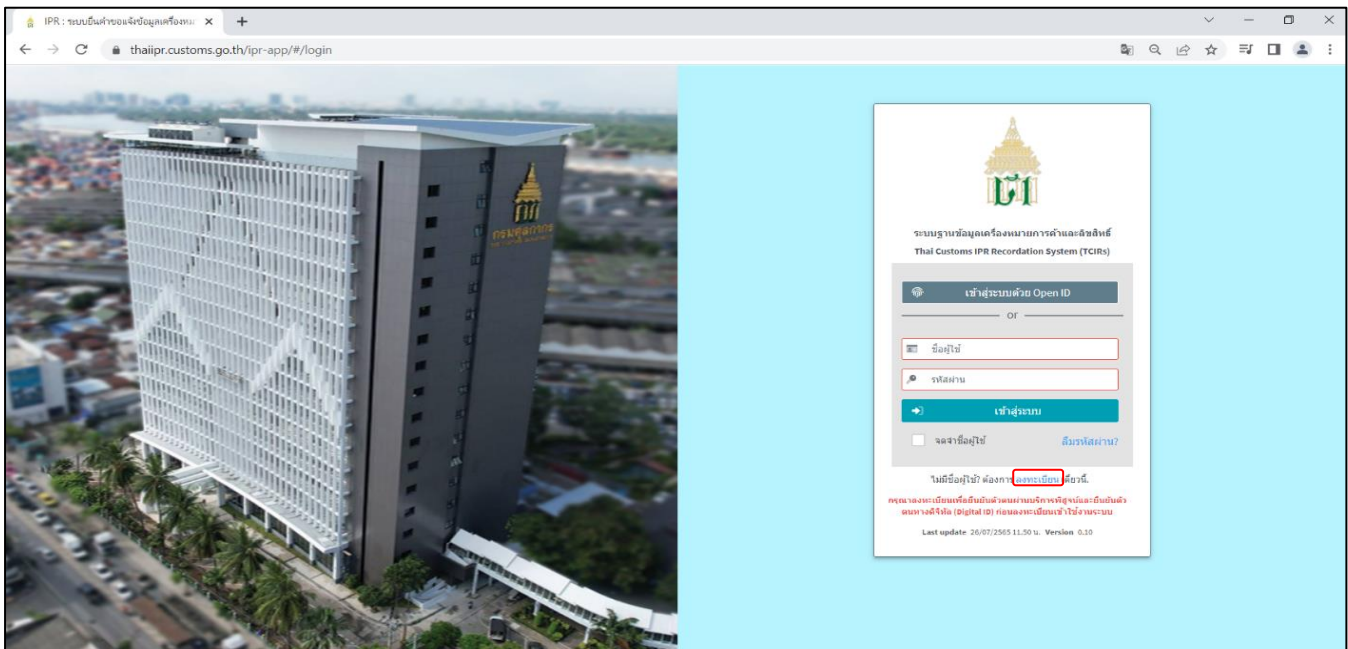 IPR : ระบบยื่นคำขอแจ้งข้อมูลเครื่องหมา
thaiipr.customs.go.th/ipr-app/#/login
กรมศุลกากร
ระบบฐานข้อมูลเครื่องหมายการค้าและลิขสิทธิ์
Thai Customs IPR Recordation System (TCIRs)
เข้าสู่ระบบด้วย Open ID
or
ชื่อผู้ใช้
รหัสผ่าน
เข้าสู่ระบบ
จดจำชื่อผู้ใช้ ลืมรหัสผ่าน?
ไม่มีชื่อผู้ใช้? ต้องการ ลงทะเบียน เดี๋ยวนี้.
กรุณาลงทะเบียนเพื่อยืนยันตัวตนผ่านบริการพิสูจน์และยืนยันตัว
ตนทางดิจิทัล (Digital ID) ก่อนลงทะเบียนเข้าใช้งานระบบ
Last update 26/07/2565 11.50 น. Version 0.10